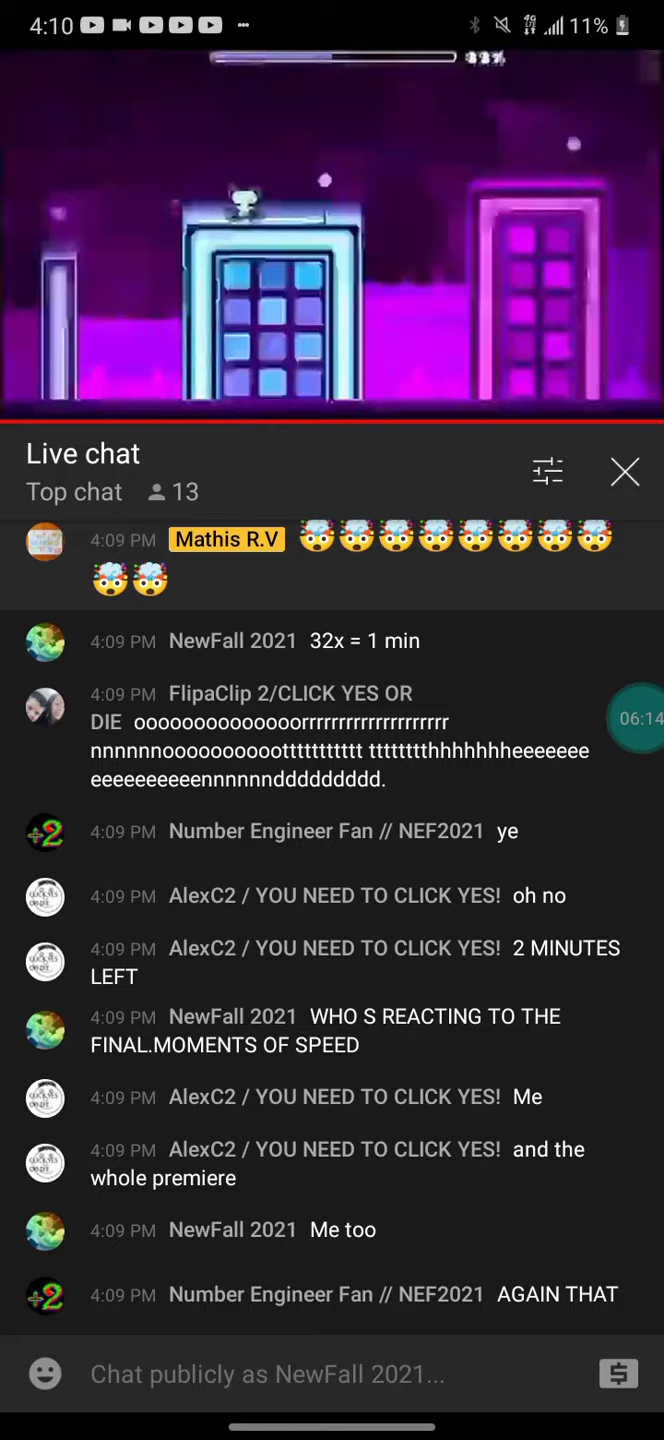 4:10
4G
LTE
11%
Live chat
Top chat 13
4:09 PM Mathis R.V 🤯🤯🤯🤯🤯🤯🤯🤯
🤯🤯
4:09 PM NewFall 2021 32x = 1 min
4:09 PM FlipaClip 2/CLICK YES OR
06:14
4:09 PM Number Engineer Fan // NEF2021 ye
4:09 PM AlexC2 / YOU NEED TO CLICK YES! oh no
4:09 PM AlexC2 / YOU NEED TO CLICK YES! 2 MINUTES
LEFT
4:09 PM NewFall 2021 WHO S REACTING TO THE
FINAL.MOMENTS OF SPEED
4:09 PM AlexC2 / YOU NEED TO CLICK YES! Me
4:09 PM AlexC2 / YOU NEED TO CLICK YES! and the
whole premiere
4:09 PM NewFall 2021 Me too
+2 4:09 PM Number Engineer Fan // NEF2021 AGAIN THAT
Chat publicly as NewFall 2021...